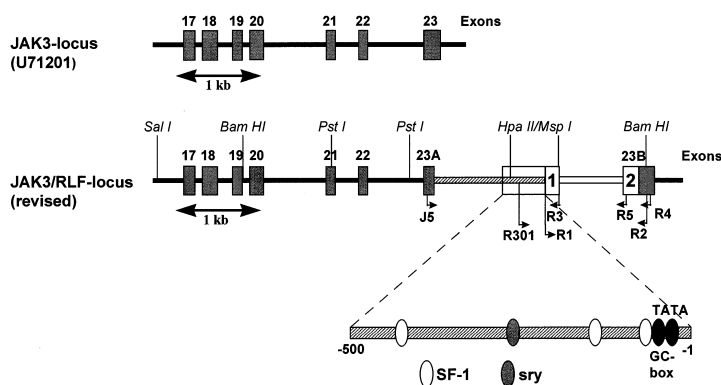 17 18 19 20 21 22 23 Exons
JAK3-locus
(U71201)
1 kb
Sal I Bam HI Pst I Pst I Hpa II/Msp I Bam HI
17 18 19 20 21 22 23A 1 2 23B Exons
JAK3/RLF-locus
(revised)
1 kb
J5 R301 R3 R1 R5 R4 R2
TATA
-500 -1
GC-
box
SF-1 sry